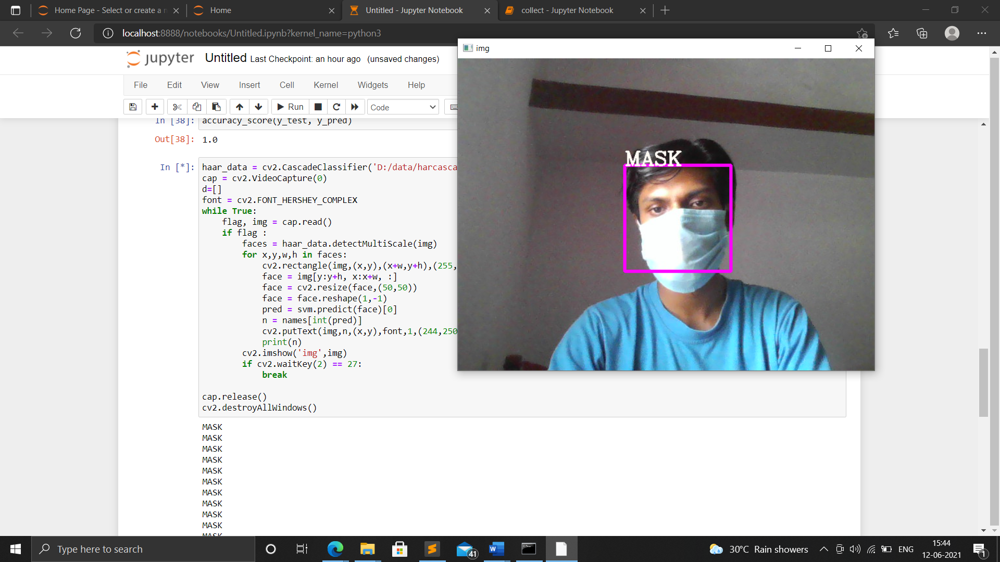 Home Page - Select or create a n
Home
Untitled - Jupyter Notebook
collect - Jupyter Notebook
localhost:8888/notebooks/Untitled.ipynb?kernel_name=python3
img
jupyter Untitled Last Checkpoint: an hour ago (unsaved changes)
File Edit View Insert Cell Kernel Widgets Help
Run Code
In [38]: accuracy_score(y_test, y_pred)
Out[38]: 1.0
In [*]: haar_data = cv2.CascadeClassifier('D:/data/harcasca
cap = cv2.VideoCapture(0)
d=[]
font = cv2.FONT_HERSHEY_COMPLEX
while True:
    flag, img = cap.read()
    if flag :
        faces = haar_data.detectMultiScale(img)
        for x,y,w,h in faces:
            cv2.rectangle(img,(x,y),(x+w,y+h),(255,
            face = img[y:y+h, x:x+w, :]
            face = cv2.resize(face,(50,50))
            face = face.reshape(1,-1)
            pred = svm.predict(face)[0]
            n = names[int(pred)]
            cv2.putText(img,n,(x,y),font,1,(244,250
            print(n)
        cv2.imshow('img',img)
        if cv2.waitKey(2) == 27:
            break
cap.release()
cv2.destroyAllWindows()
MASK
MASK
MASK
MASK
MASK
MASK
MASK
MASK
MASK
MASK
MASK
MASK
Type here to search
41
30°C Rain showers
ENG
15:44
12-06-2021
1